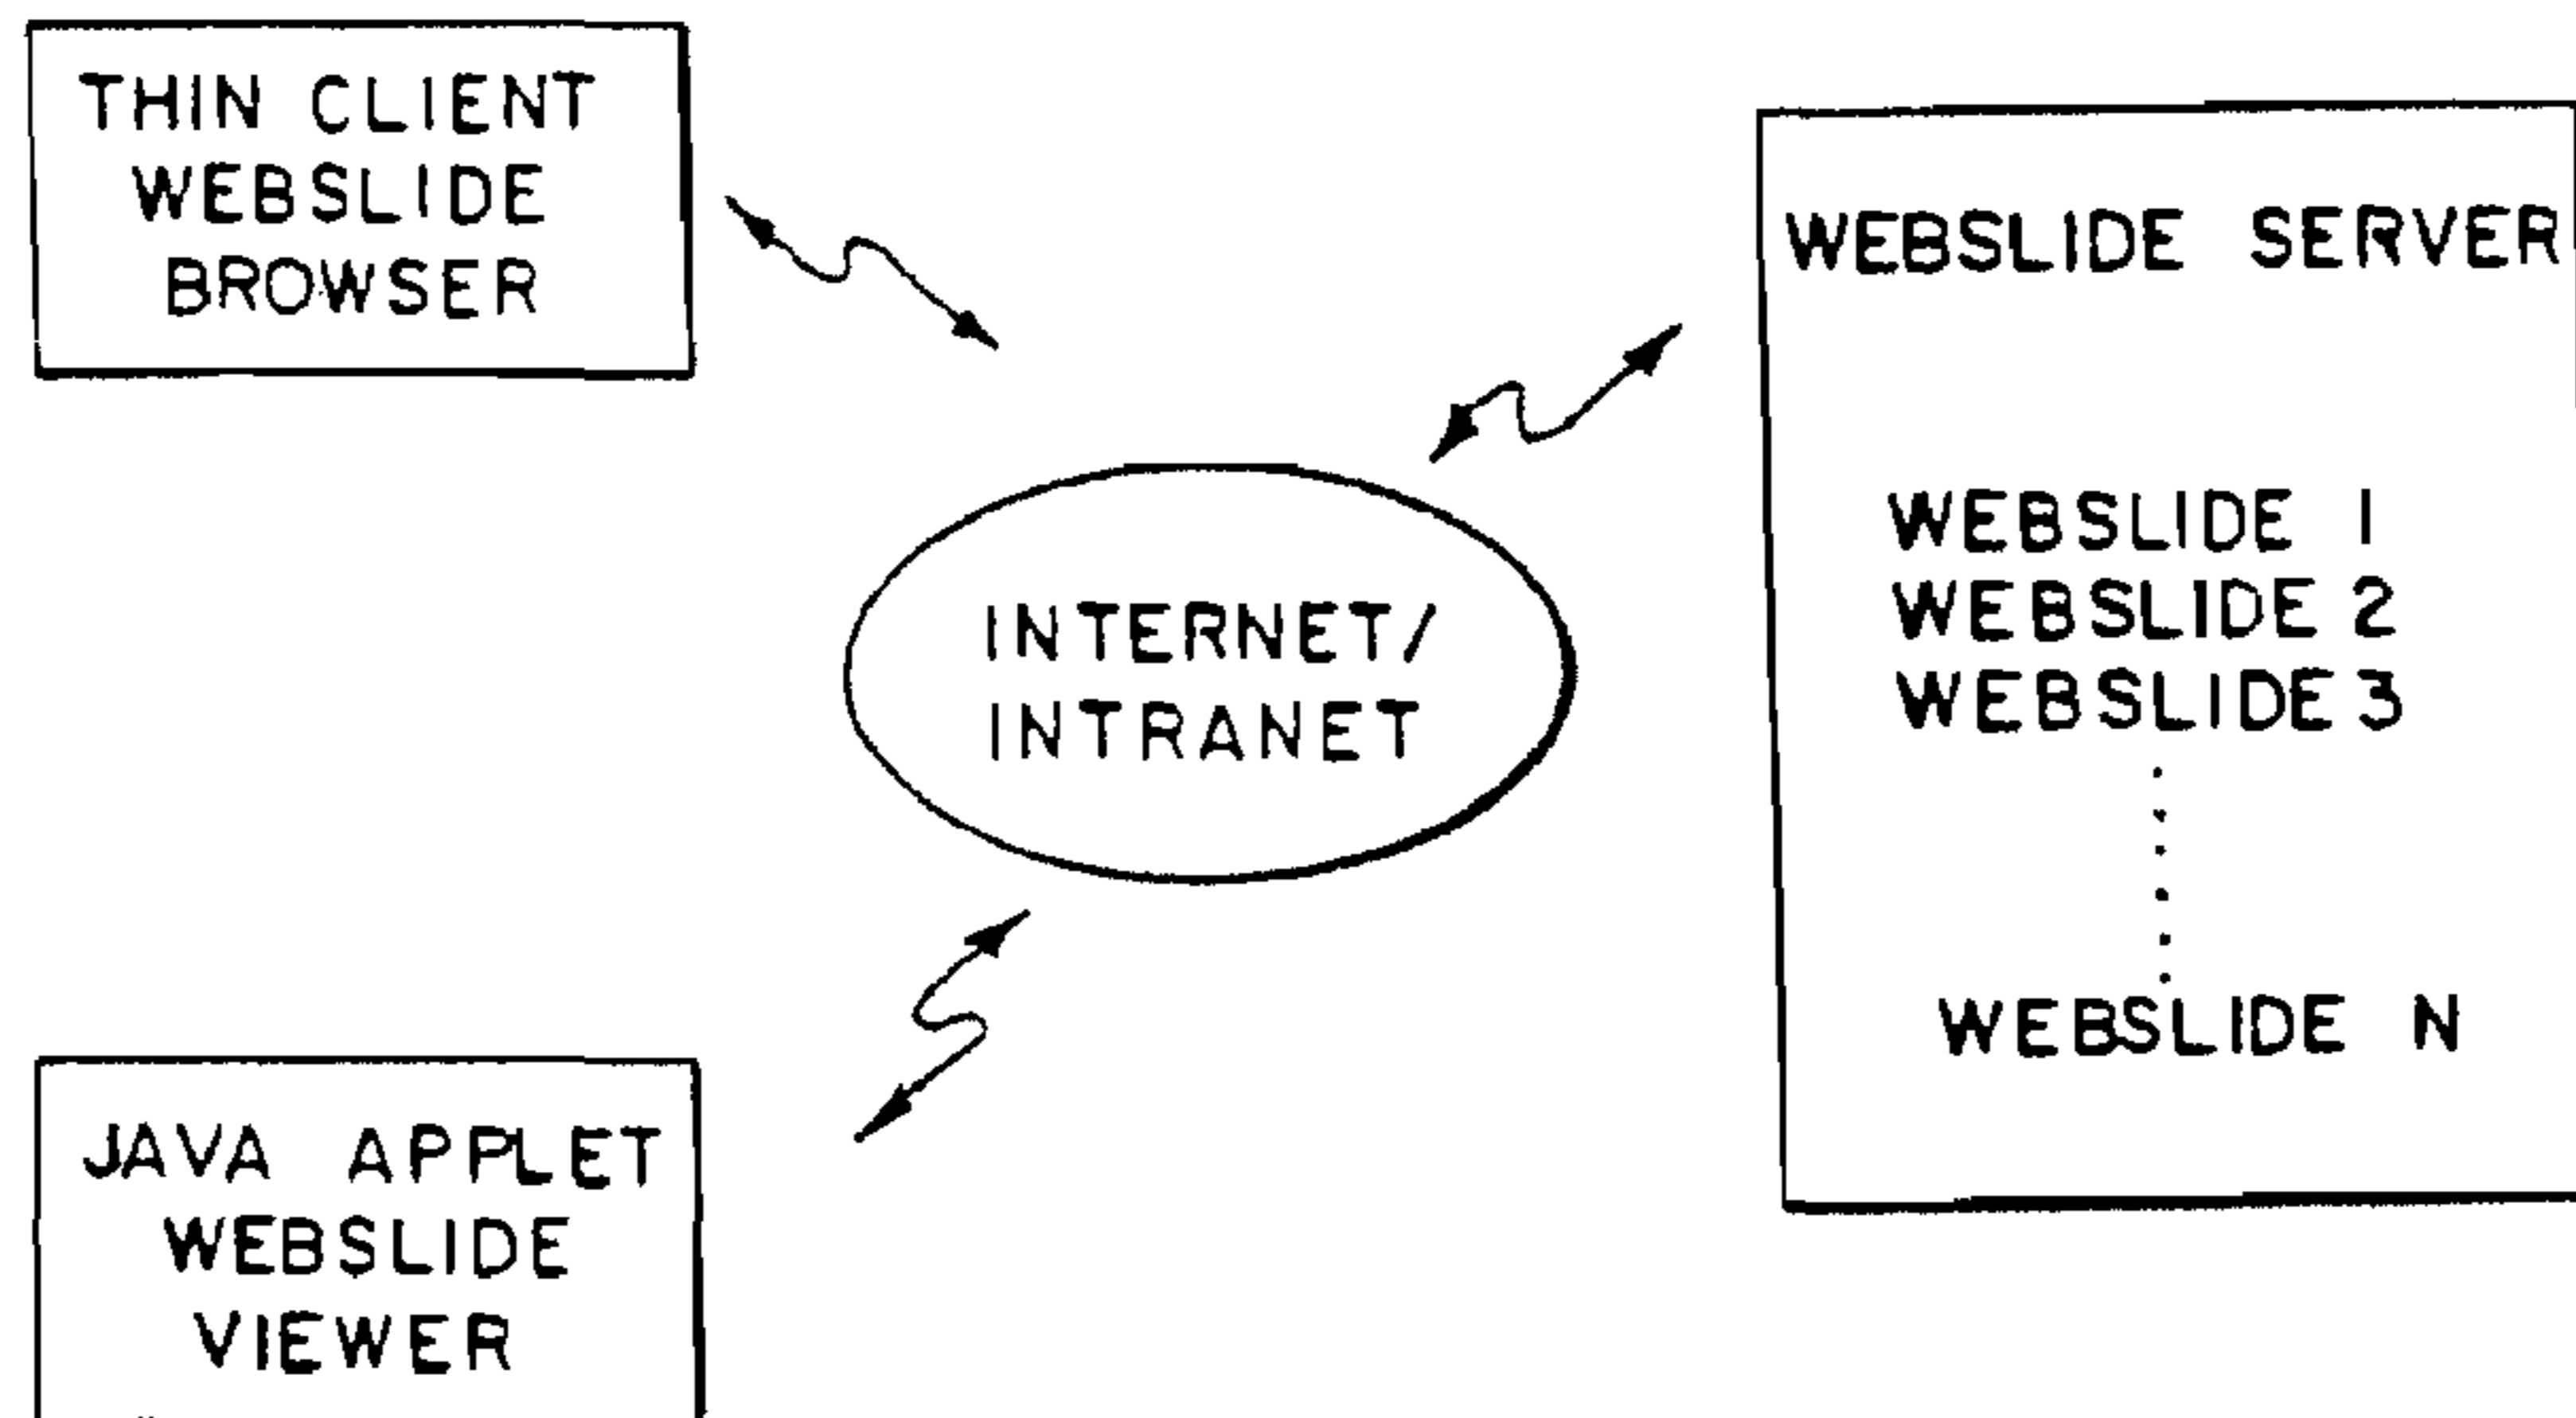 THIN CLIENT
WEBSLIDE
BROWSER
WEBSLIDE SERVER
WEBSLIDE 1
WEBSLIDE 2
WEBSLIDE 3
WEBSLIDE N
INTERNET/
INTRANET
JAVA APPLET
WEBSLIDE
VIEWER